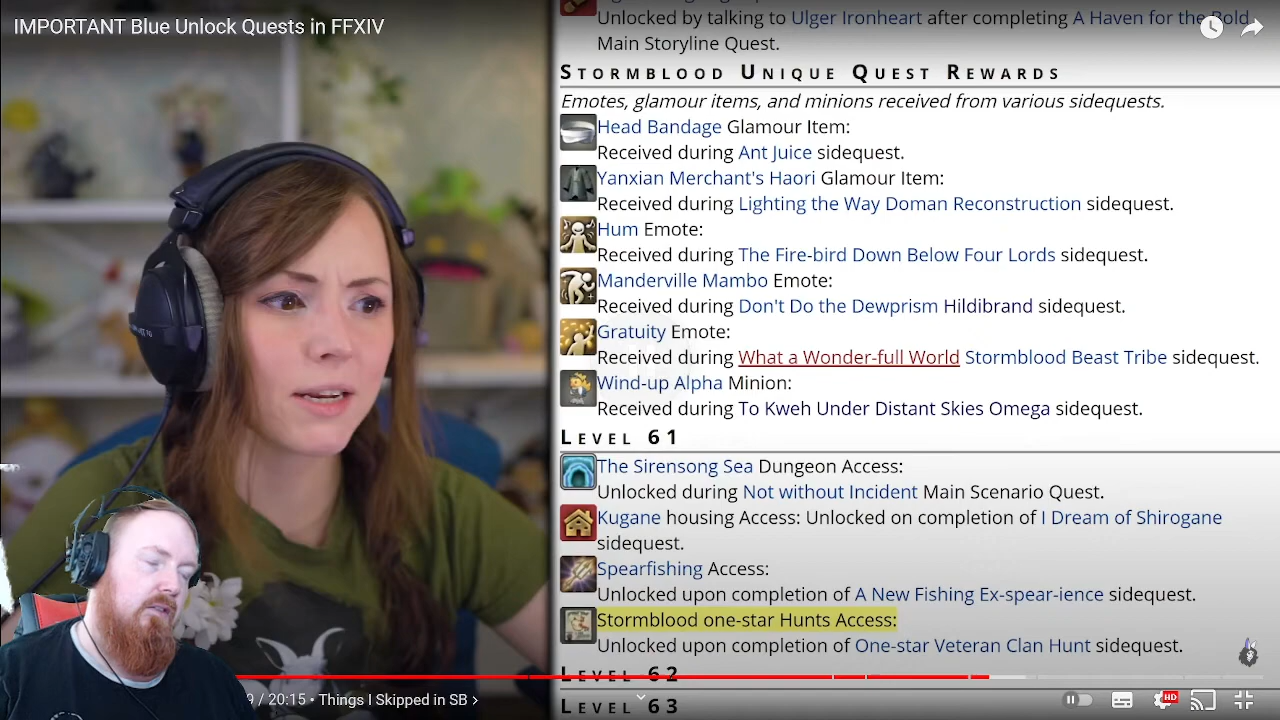 IMPORTANT Blue Unlock Quests in FFXIV
Unlocked by talking to Ulger Ironheart after completing A Haven for the Bold
Main Storyline Quest.
STORMBLOOD UNIQUE QUEST REWARDS
Emotes, glamour items, and minions received from various sidequests.
Head Bandage Glamour Item:
Received during Ant Juice sidequest.
Yanxian Merchant's Haori Glamour Item:
Received during Lighting the Way Doman Reconstruction sidequest.
Hum Emote:
Received during The Fire-bird Down Below Four Lords sidequest.
Manderville Mambo Emote:
Received during Don't Do the Dewprism Hildibrand sidequest.
Gratuity Emote:
Received during What a Wonder-full World Stormblood Beast Tribe sidequest.
Wind-up Alpha Minion:
Received during To Kweh Under Distant Skies Omega sidequest.
LEVEL 61
The Sirensong Sea Dungeon Access:
Unlocked during Not without Incident Main Scenario Quest.
Kugane housing Access: Unlocked on completion of I Dream of Shirogane
sidequest.
Spearfishing Access:
Unlocked upon completion of A New Fishing Ex-spear-ience sidequest.
Stormblood one-star Hunts Access:
Unlocked upon completion of One-star Veteran Clan Hunt sidequest.
LEVEL 62
LEVEL 63
/ 20:15 • Things I Skipped in SB >
HD